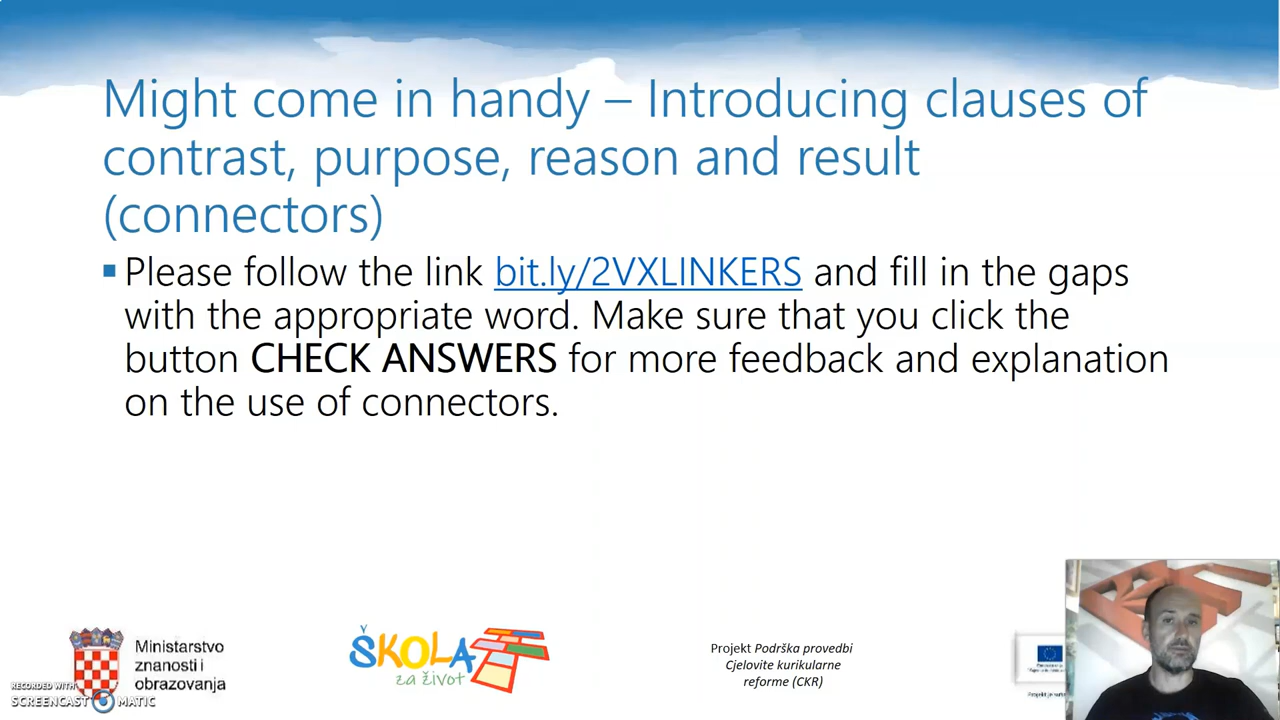 Might come in handy – Introducing clauses of
contrast, purpose, reason and result
(connectors)
Please follow the link bit.ly/2VXLINKERS and fill in the gaps
with the appropriate word. Make sure that you click the
button CHECK ANSWERS for more feedback and explanation
on the use of connectors.
Ministarstvo
znanosti i
obrazovanja
ŠKOLA
za život
Projekt Podrška provedbi
Cjelovite kurikularne
reforme (CKR)
RECORDED WITH
SCREENCAST MATIC